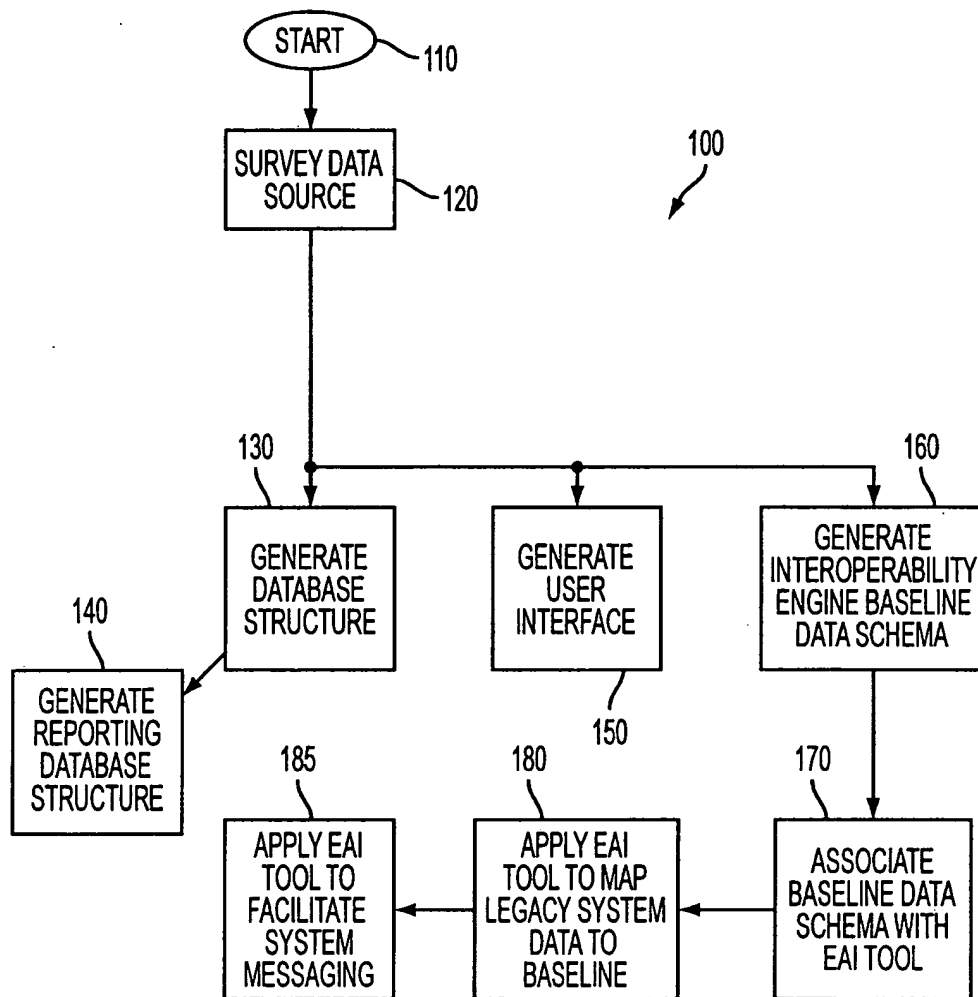 START
110
100
SURVEY DATA
SOURCE
120
130
160
GENERATE
DATABASE
STRUCTURE
GENERATE
USER
INTERFACE
GENERATE
INTEROPERABILITY
ENGINE BASELINE
DATA SCHEMA
140
150
GENERATE
REPORTING
DATABASE
STRUCTURE
185
180
170
APPLY EAI
TOOL TO
FACILITATE
SYSTEM
MESSAGING
APPLY EAI
TOOL TO MAP
LEGACY SYSTEM
DATA TO
BASELINE
ASSOCIATE
BASELINE DATA
SCHEMA WITH
EAI TOOL